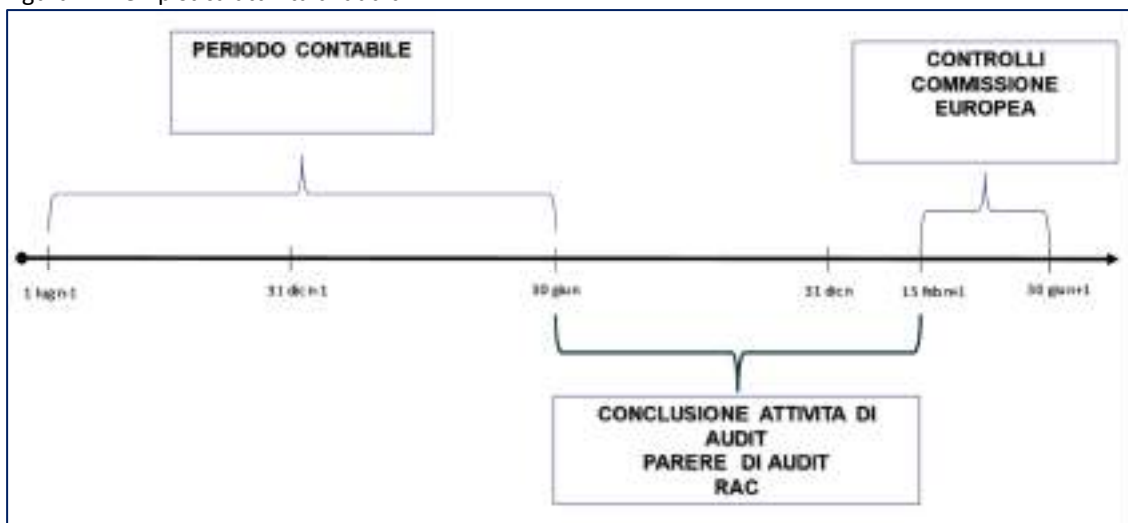 PERIODO CONTABILE
CONTROLLI
COMMISSIONE
EUROPEA
1 lug n-1
31 dic n-1
30 giu n
31 dic n
15 feb n+1
30 giu n+1
CONCLUSIONE ATTIVITA DI
AUDIT
PARERE DI AUDIT
RAC